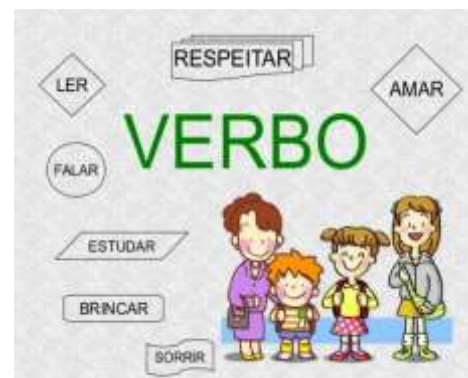 RESPEITAR
LER
AMAR
VERBO
FALAR
ESTUDAR
BRINCAR
SORRIR